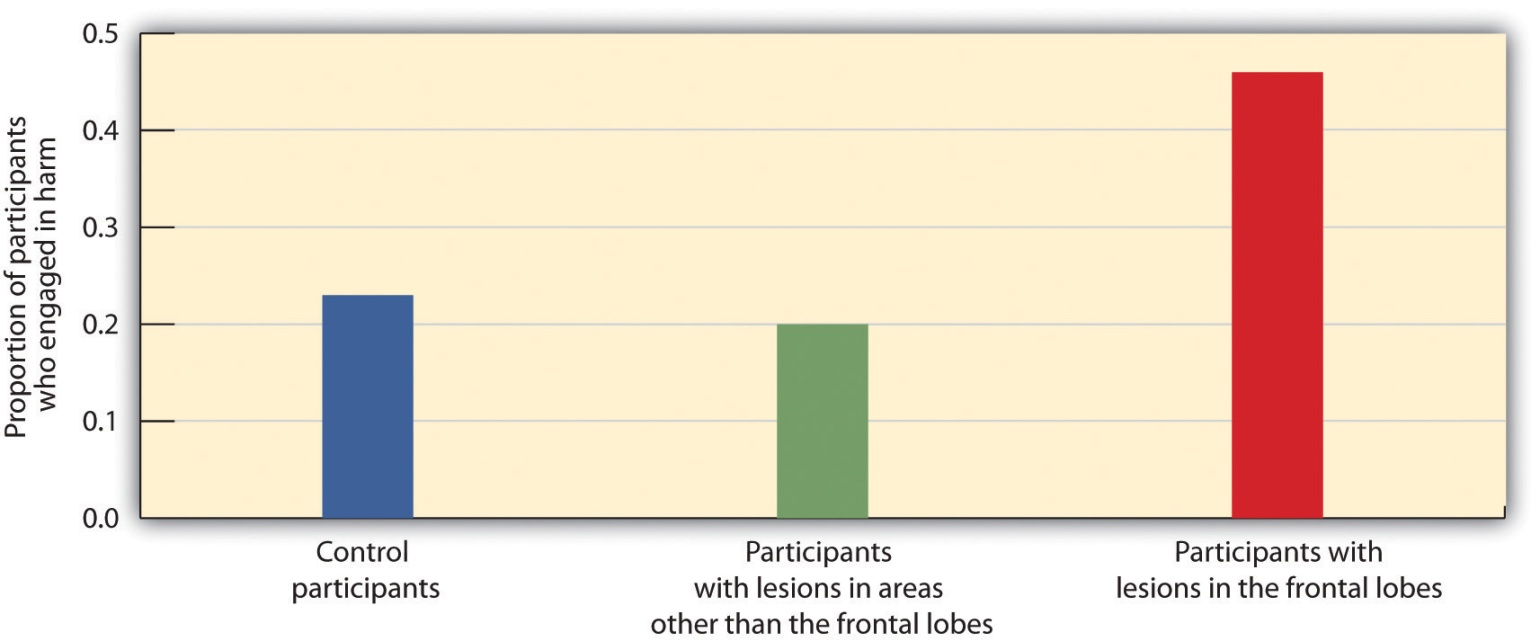 Proportion of participants
who engaged in harm
0.5
0.4
0.3
0.2
0.1
0.0
Control
participants
Participants
with lesions in areas
other than the frontal lobes
Participants with
lesions in the frontal lobes